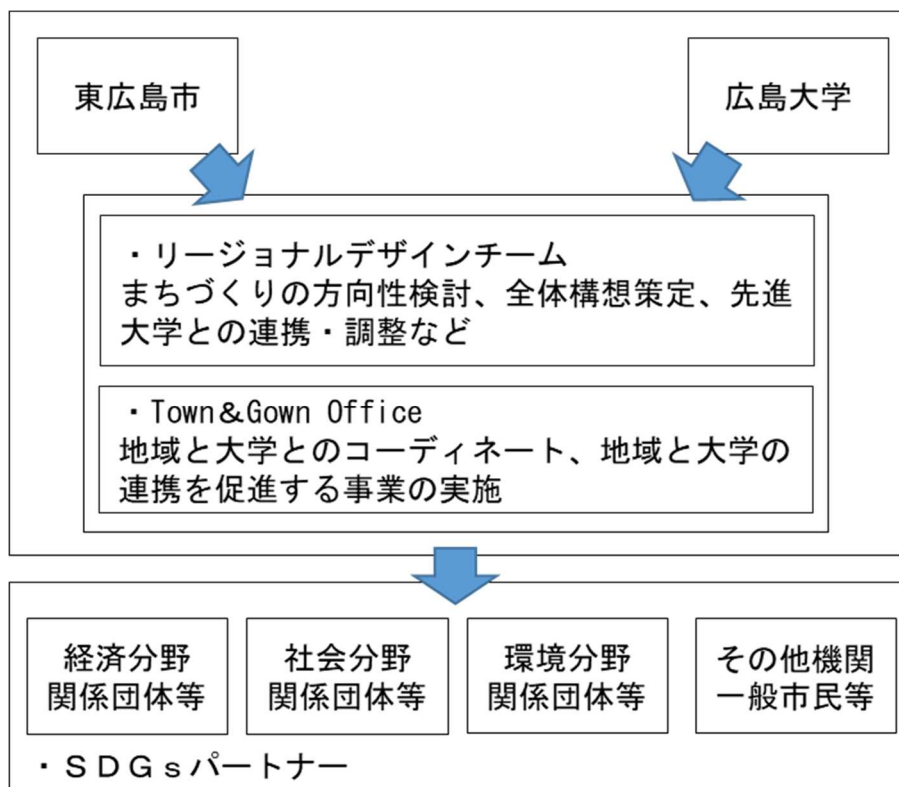 東広島市
広島大学
・リージョナルデザインチーム
まちづくりの方向性検討、全体構想策定、先進
大学との連携・調整など
・Town＆Gown Office
地域と大学とのコーディネート、地域と大学の
連携を促進する事業の実施
経済分野
関係団体等
社会分野
関係団体等
環境分野
関係団体等
その他機関
一般市民等
・ＳＤＧｓパートナー